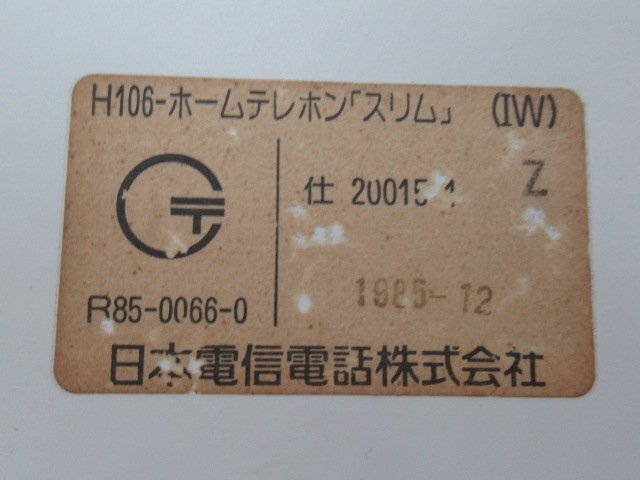 H106-ホームテレホン「スリム」 (IW)
仕 20015-1 Z
R85-0066-0
1985-12
日本電信電話株式会社